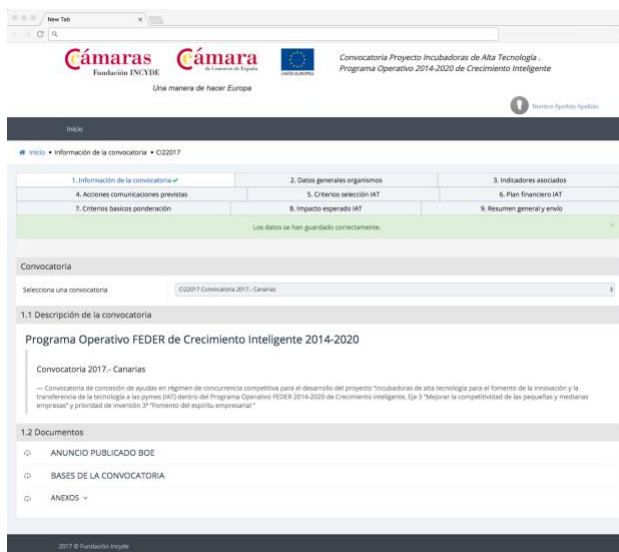 New Tab
Cámaras
Fundación INCYDE
Cámara
de Comercio de España
UNIÓN EUROPEA
Convocatoria Proyecto Incubadoras de Alta Tecnología .
Programa Operativo 2014-2020 de Crecimiento Inteligente
Una manera de hacer Europa
Nombre Apellido Apellido
Inicio
Inicio • Información de la convocatoria • CI22017
1. Información de la convocatoria
2. Datos generales organismos
3. Indicadores asociados
4. Acciones comunicaciones previstas
5. Criterios selección IAT
6. Plan financiero IAT
7. Criterios basicos ponderación
8. Impacto esperado IAT
9. Resumen general y envío
Los datos se han guardado correctamente.
Convocatoria
Selecciona una convocatoria
CI22017 Convocatoria 2017.- Canarias
1.1 Descripción de la convocatoria
Programa Operativo FEDER de Crecimiento Inteligente 2014-2020
Convocatoria 2017.- Canarias
— Convocatoria de concesión de ayudas en régimen de concurrencia competitiva para el desarrollo del proyecto "Incubadoras de alta tecnología para el fomento de la innovación y la
transferencia de la tecnología a las pymes (IAT) dentro del Programa Operativo FEDER 2014-2020 de Crecimiento Inteligente, Eje 3 "Mejorar la competitividad de las pequeñas y medianas
empresas" y prioridad de inversión 3ª "Fomento del espíritu empresarial "
1.2 Documentos
ANUNCIO PUBLICADO BOE
BASES DE LA CONVOCATORIA
ANEXOS
2017 © Fundación Incyde